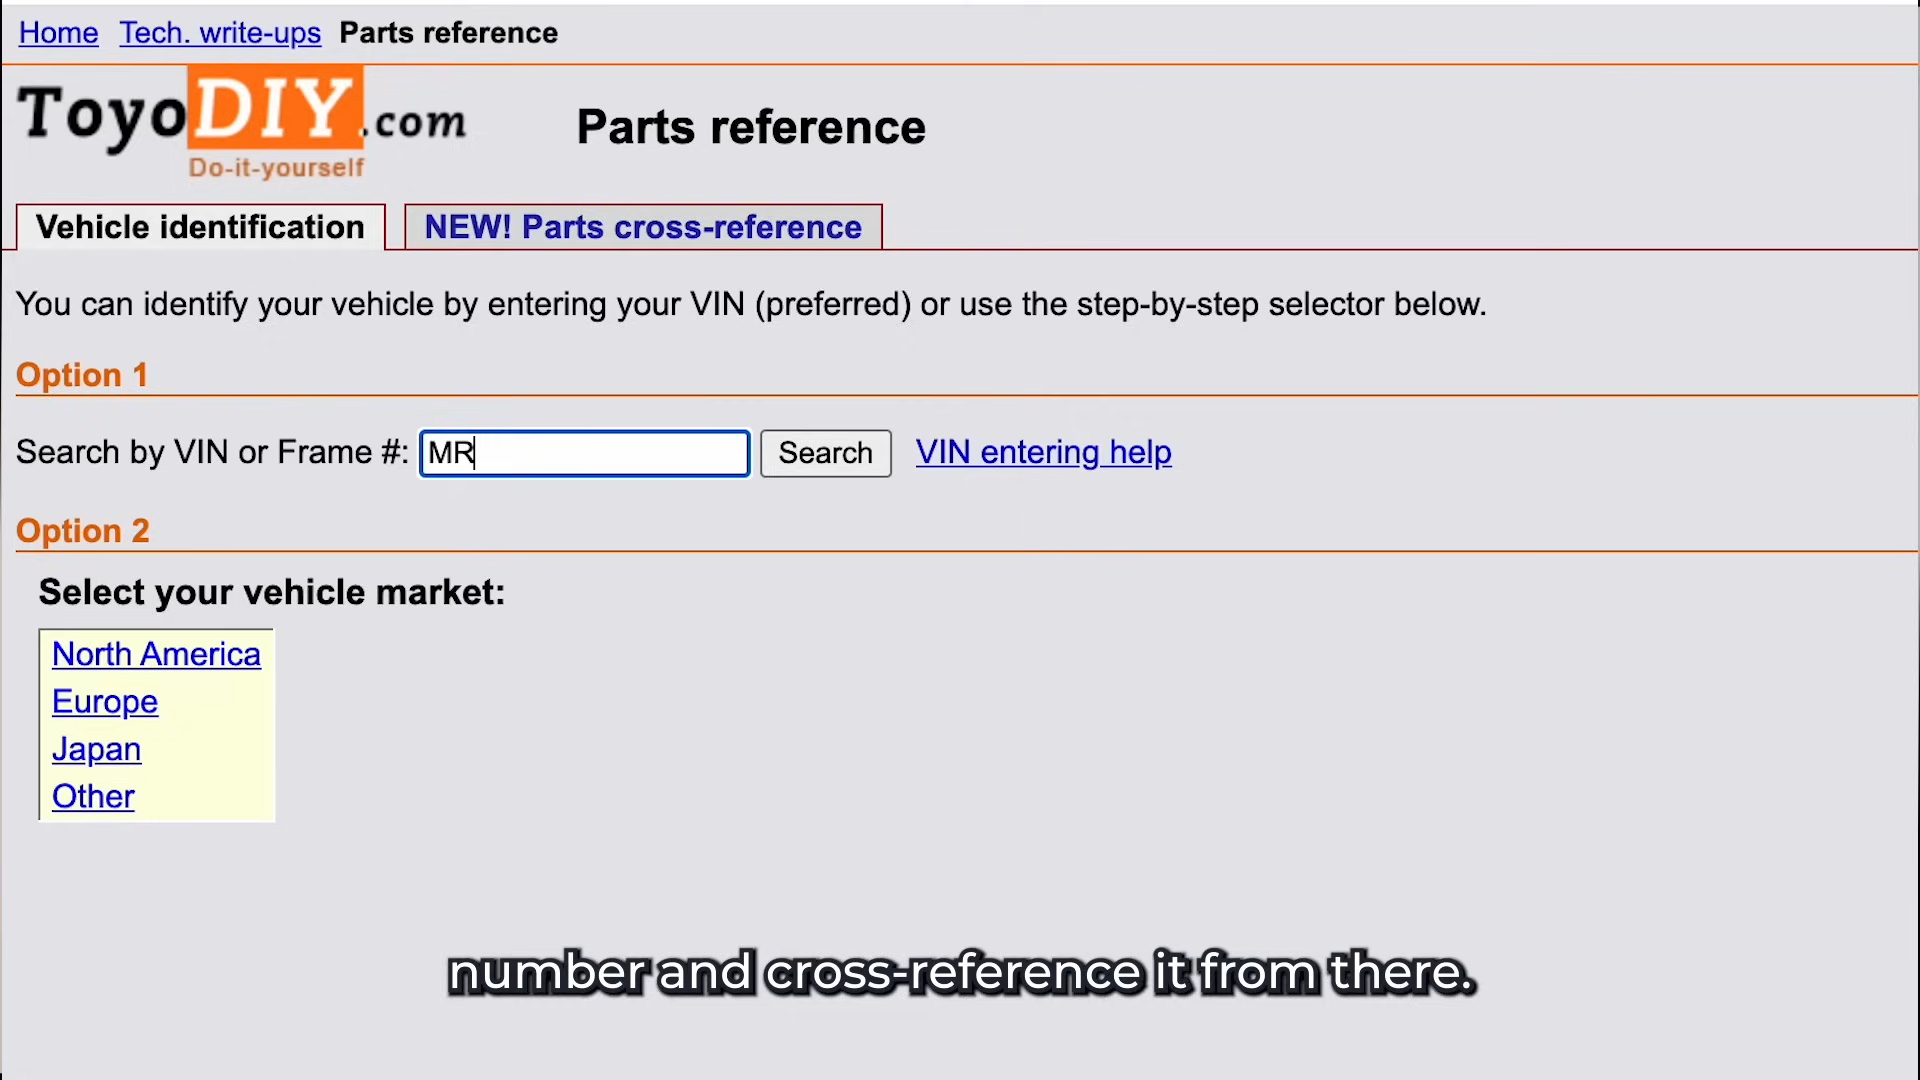 Home Tech. write-ups Parts reference
ToyoDIY.com
Do-it-yourself
Parts reference
Vehicle identification NEW! Parts cross-reference
You can identify your vehicle by entering your VIN (preferred) or use the step-by-step selector below.
Option 1
Search by VIN or Frame #: MR Search VIN entering help
Option 2
Select your vehicle market:
North America
Europe
Japan
Other
number and cross-reference it from there.